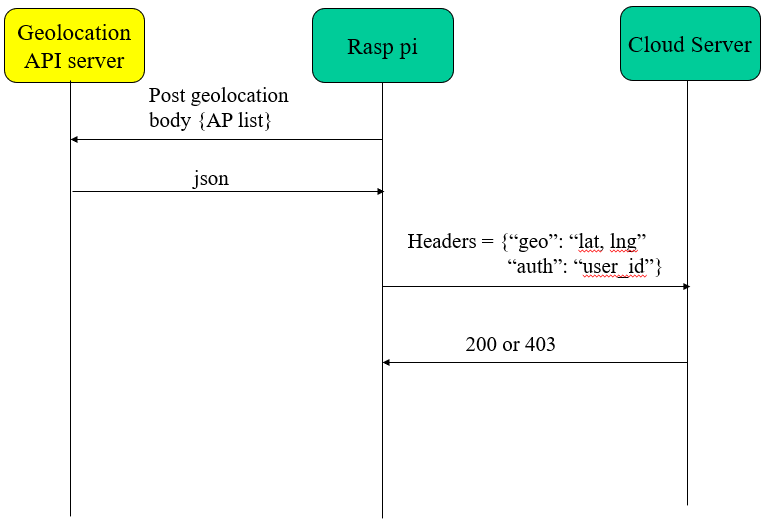 Geolocation
API server
Rasp pi
Cloud Server
Post geolocation
body {AP list}
json
Headers = {“geo”: “lat, lng”
“auth”: “user_id”}
200 or 403